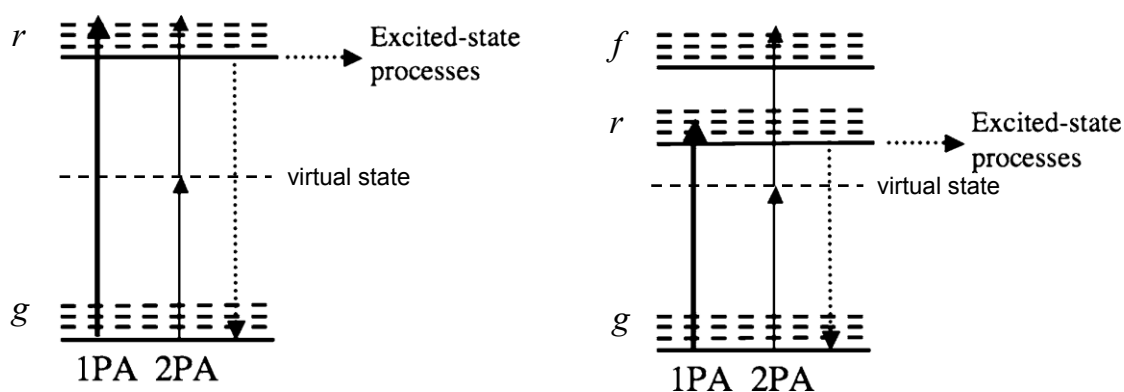 r
Excited-state
processes
virtual state
g
1PA 2PA
f
r
Excited-state
processes
virtual state
g
1PA 2PA